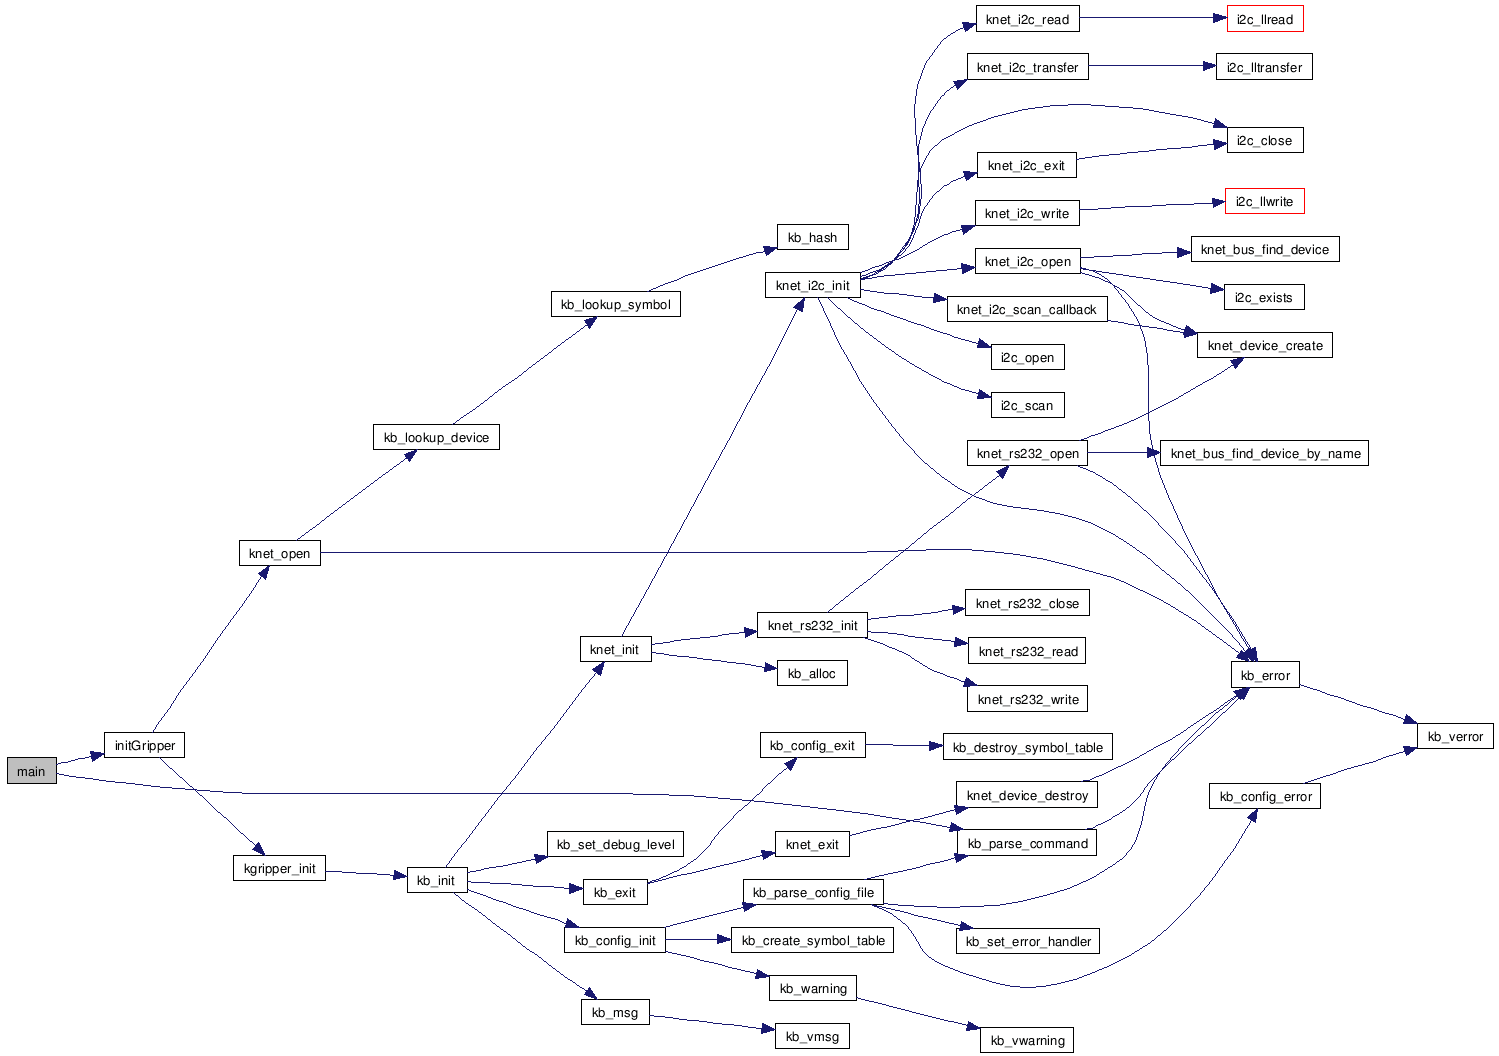 knet_i2c_read
i2c_llread
knet_i2c_transfer
i2c_lltransfer
i2c_close
knet_i2c_exit
knet_i2c_write
i2c_llwrite
kb_hash
knet_i2c_open
knet_bus_find_device
knet_i2c_init
kb_lookup_symbol
knet_i2c_scan_callback
i2c_exists
knet_device_create
i2c_open
i2c_scan
kb_lookup_device
knet_rs232_open
knet_bus_find_device_by_name
knet_open
knet_rs232_close
knet_rs232_init
knet_init
knet_rs232_read
kb_alloc
kb_error
knet_rs232_write
kb_verror
initGripper
kb_config_exit
kb_destroy_symbol_table
main
knet_device_destroy
kb_config_error
kb_set_debug_level
knet_exit
kb_parse_command
kgripper_init
kb_init
kb_exit
kb_parse_config_file
kb_config_init
kb_create_symbol_table
kb_set_error_handler
kb_warning
kb_msg
kb_vmsg
kb_vwarning